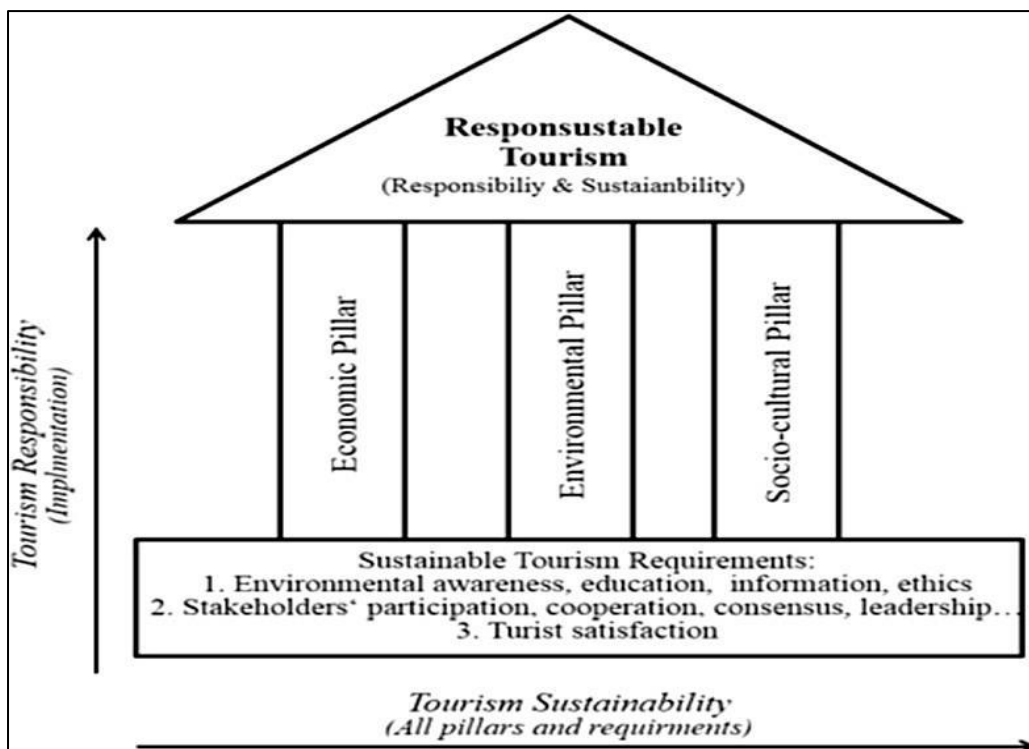 Responsustable
Tourism
(Responsibiliy & Sustaianbility)
Tourism Responsibility
(Implmentation)
Economic Pillar
Environmental Pillar
Socio-cultural Pillar
Sustainable Tourism Requirements:
1. Environmental awareness, education, information, ethics
2. Stakeholders‘ participation, cooperation, consensus, leadership…
3. Turist satisfaction
Tourism Sustainability
(All pillars and requirments)